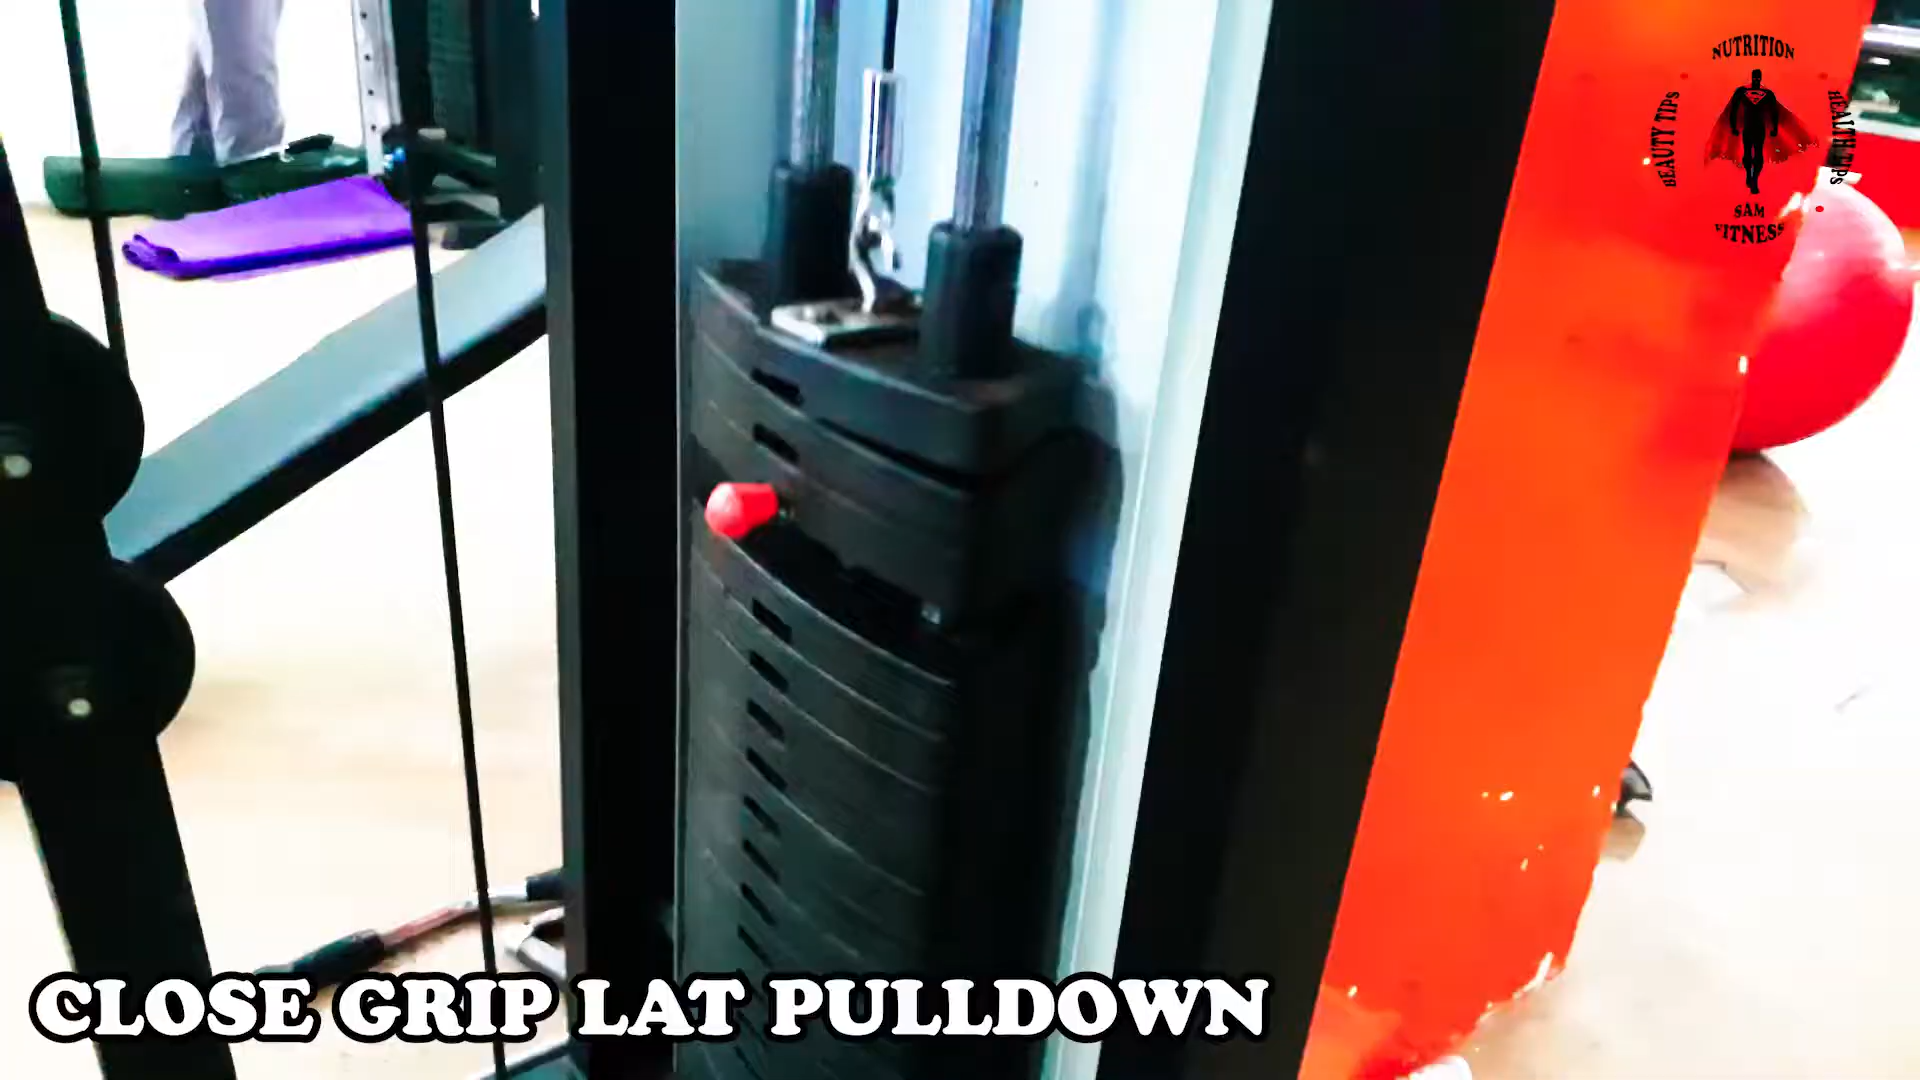 NUTRITION
BEAUTY TIPS
HEALTH TIPS
SAM
FITNESS
CLOSE GRIP LAT PULLDOWN